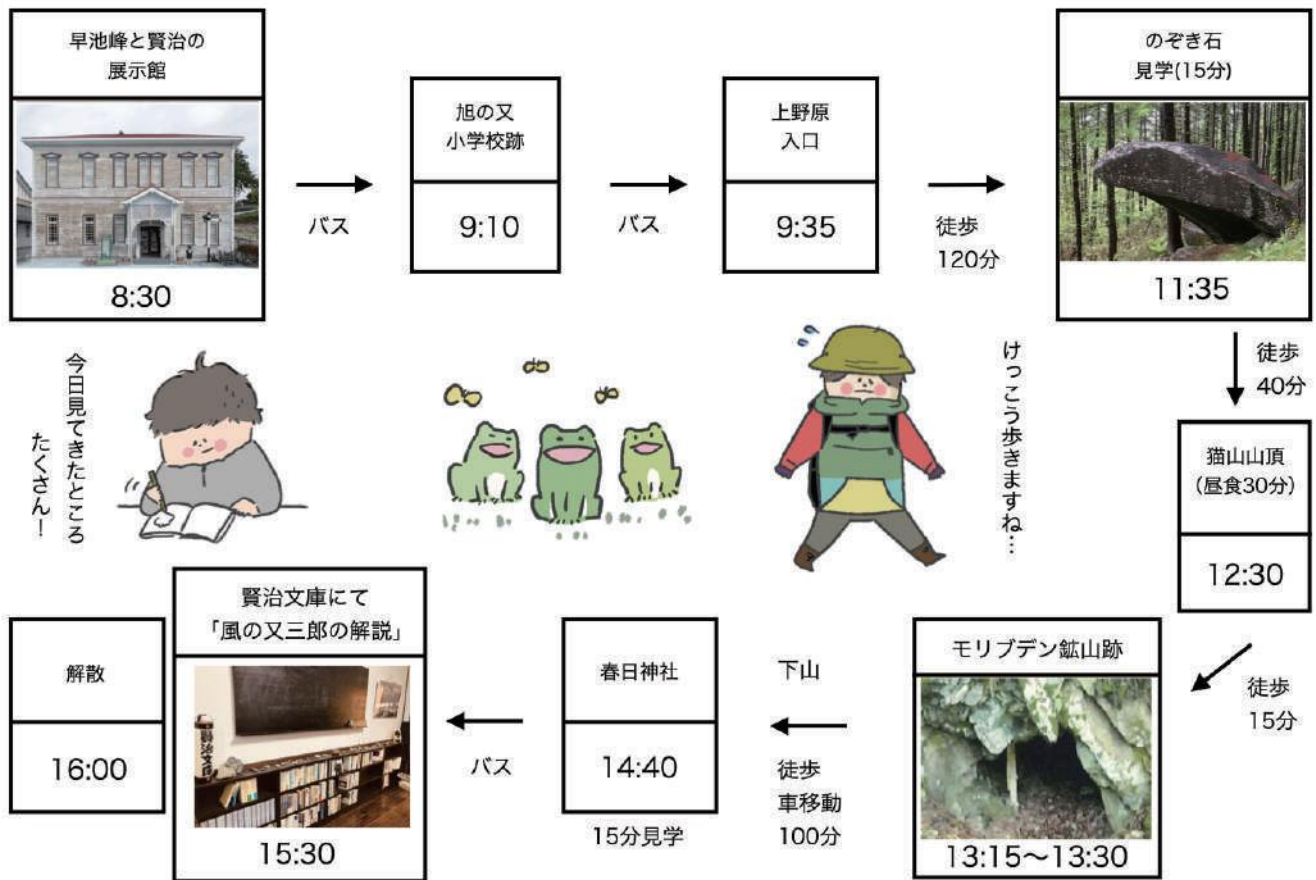 早池峰と賢治の
展示館
8:30
バス
旭の又
小学校跡
9:10
バス
上野原
入口
9:35
徒歩
120分
のぞき石
見学(15分)
11:35
徒歩
40分
猫山山頂
（昼食30分）
12:30
徒歩
15分
モリブデン鉱山跡
13:15〜13:30
下山
徒歩
車移動
100分
春日神社
14:40
15分見学
バス
賢治文庫にて
「風の又三郎の解説」
賢治文庫
15:30
解散
16:00
けっこう歩きますね…
今日見てきたところ
たくさん！